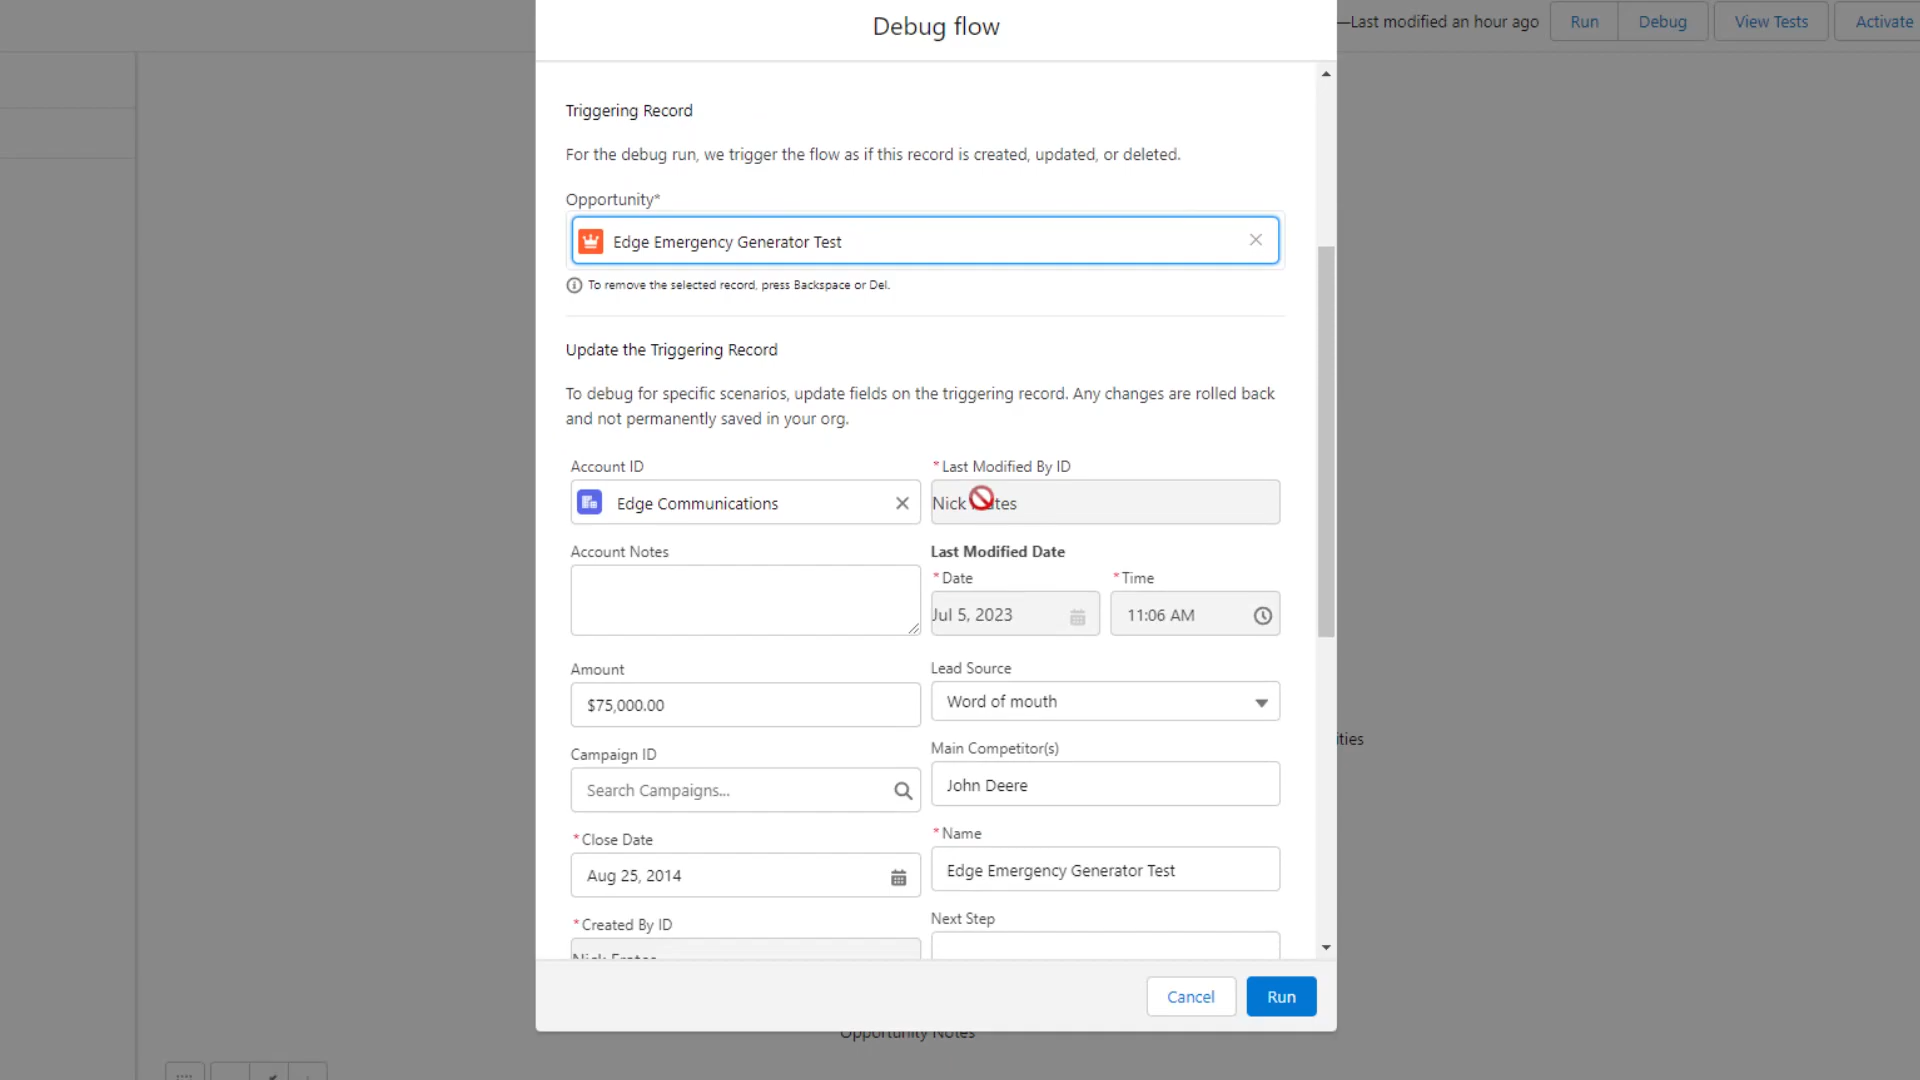 Debug flow
—Last modified an hour ago
Run
Debug
View Tests
Activate
Triggering Record
For the debug run, we trigger the flow as if this record is created, updated, or deleted.
Opportunity*
Edge Emergency Generator Test
To remove the selected record, press Backspace or Del.
Update the Triggering Record
To debug for specific scenarios, update fields on the triggering record. Any changes are rolled back
and not permanently saved in your org.
Account ID
Edge Communications
*Last Modified By ID
Nick
Account Notes
Last Modified Date
*Date
*Time
Jul 5, 2023
11:06 AM
Amount
$75,000.00
Lead Source
Word of mouth
Campaign ID
Search Campaigns...
Main Competitor(s)
John Deere
*Close Date
Aug 25, 2014
*Name
Edge Emergency Generator Test
*Created By ID
Next Step
Cancel
Run
Opportunity Notes